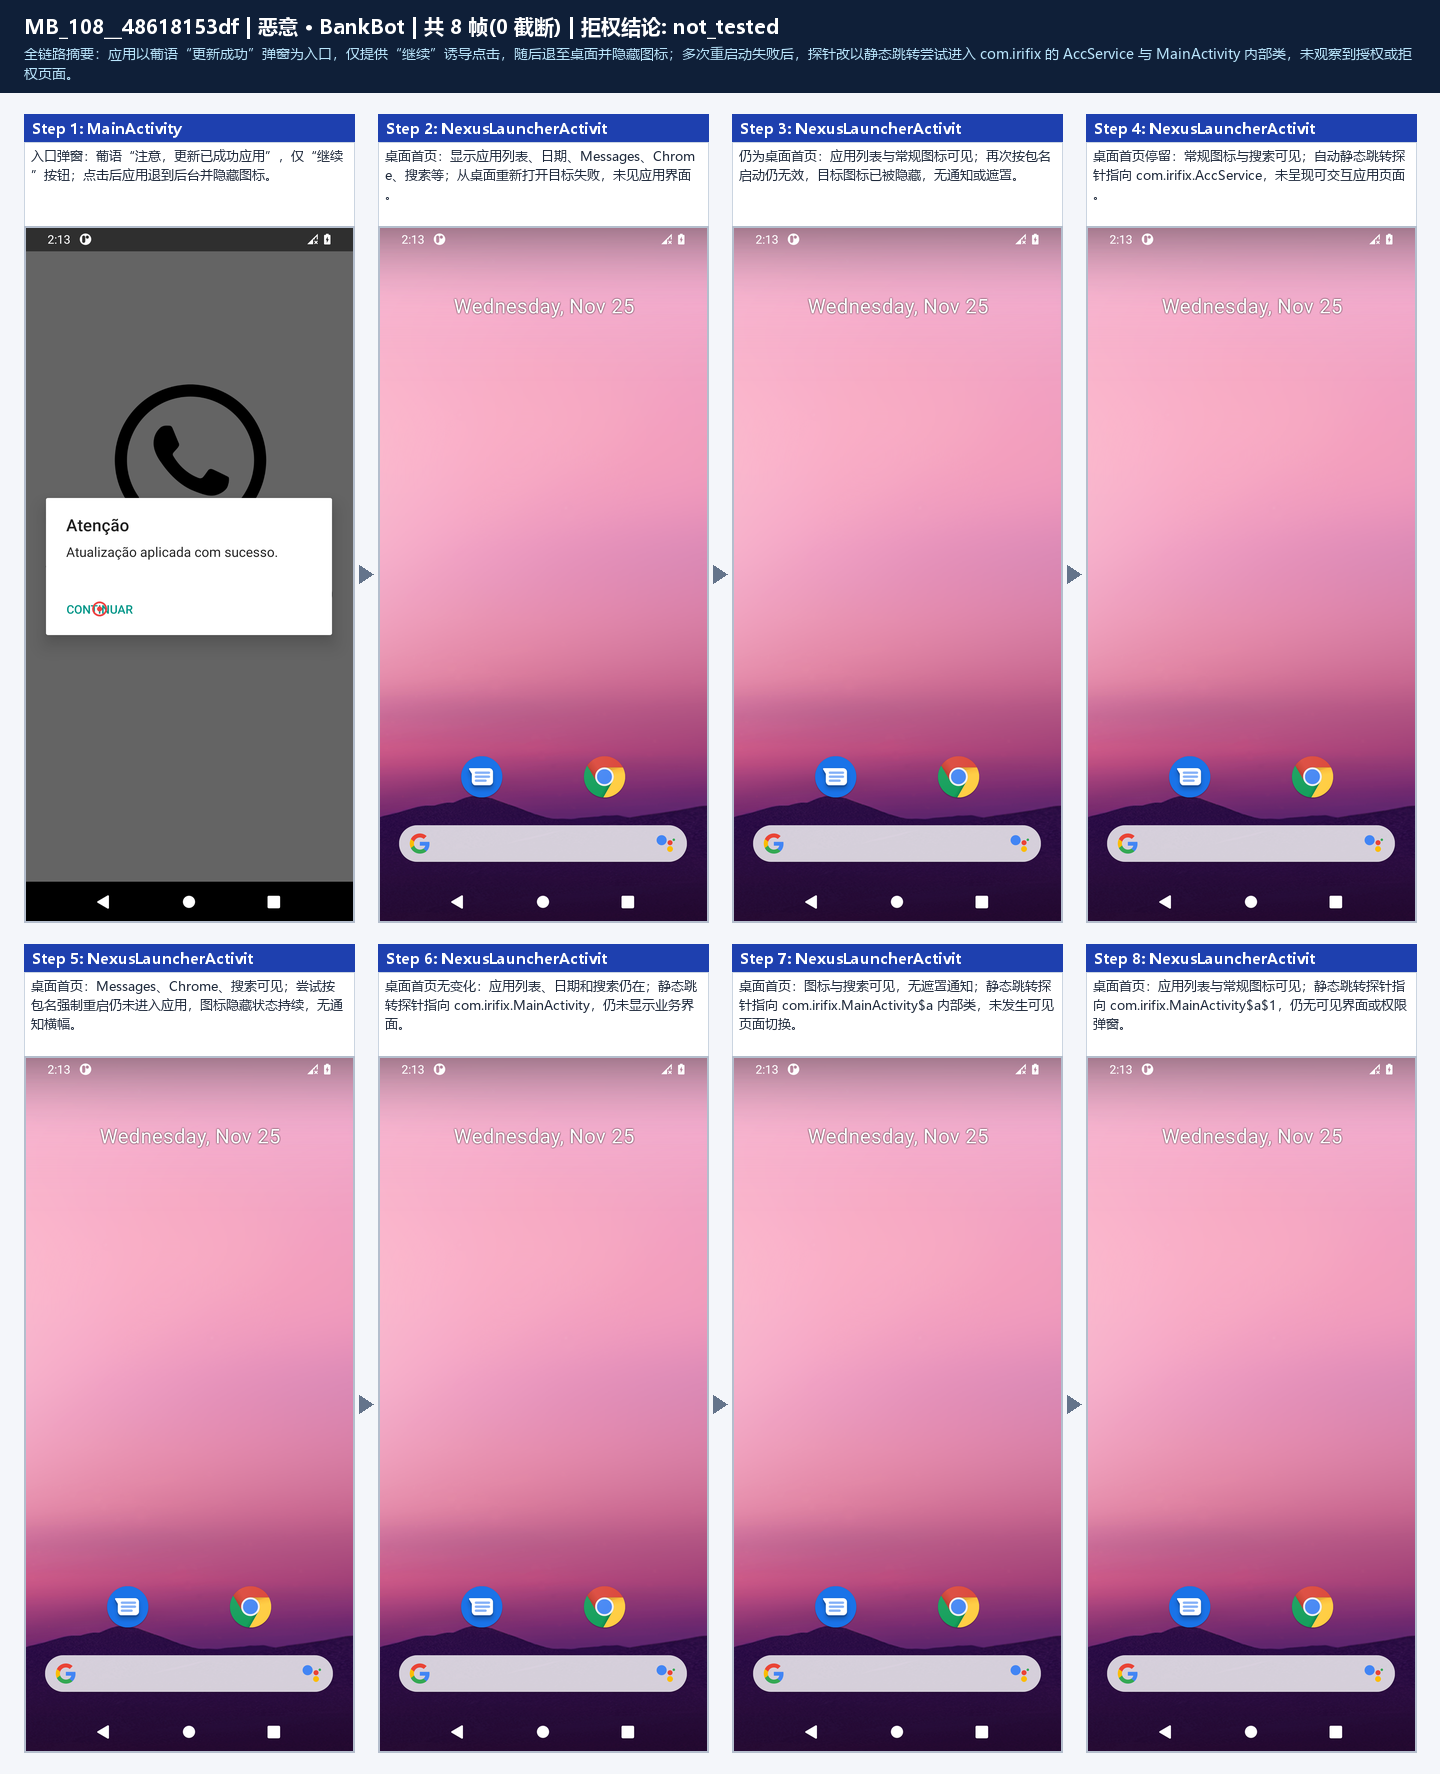 MB_108__48618153df | 恶意 • BankBot | 共 8 帧(0 截断) | 拒权结论: not_tested
全链路摘要：应用以葡语“更新成功”弹窗为入口，仅提供“继续”诱导点击，随后退至桌面并隐藏图标；多次重启动失败后，探针改以静态跳转尝试进入 com.irifix 的 AccService 与 MainActivity 内部类，未观察到授权或拒
权页面。
Step 1: MainActivity
入口弹窗：葡语“注意，更新已成功应用”，仅“继续
”按钮；点击后应用退到后台并隐藏图标。
2:13
Atenção
Atualização aplicada com sucesso.
CONTINUAR
Step 2: NexusLauncherActivit
桌面首页：显示应用列表、日期、Messages、Chrom
e、搜索等；从桌面重新打开目标失败，未见应用界面
。
2:13
Wednesday, Nov 25
Step 3: NexusLauncherActivit
仍为桌面首页：应用列表与常规图标可见；再次按包名
启动仍无效，目标图标已被隐藏，无通知或遮罩。
2:13
Wednesday, Nov 25
Step 4: NexusLauncherActivit
桌面首页停留：常规图标与搜索可见；自动静态跳转探
针指向 com.irifix.AccService，未呈现可交互应用页面
。
2:13
Wednesday, Nov 25
Step 5: NexusLauncherActivit
桌面首页：Messages、Chrome、搜索可见；尝试按
包名强制重启仍未进入应用，图标隐藏状态持续，无通
知横幅。
2:13
Wednesday, Nov 25
Step 6: NexusLauncherActivit
桌面首页无变化：应用列表、日期和搜索仍在；静态跳
转探针指向 com.irifix.MainActivity，仍未显示业务界
面。
2:13
Wednesday, Nov 25
Step 7: NexusLauncherActivit
桌面首页：图标与搜索可见，无遮罩通知；静态跳转探
针指向 com.irifix.MainActivity$a 内部类，未发生可见
页面切换。
2:13
Wednesday, Nov 25
Step 8: NexusLauncherActivit
桌面首页：应用列表与常规图标可见；静态跳转探针指
向 com.irifix.MainActivity$a$1，仍无可见界面或权限
弹窗。
2:13
Wednesday, Nov 25